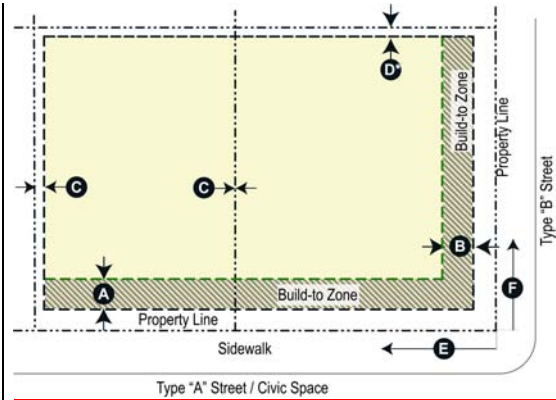 D*
Build-to Zone
Property Line
Type "B" Street
C
C
B
F
A
Build-to Zone
Property Line
Sidewalk
E
Type "A" Street / Civic Space